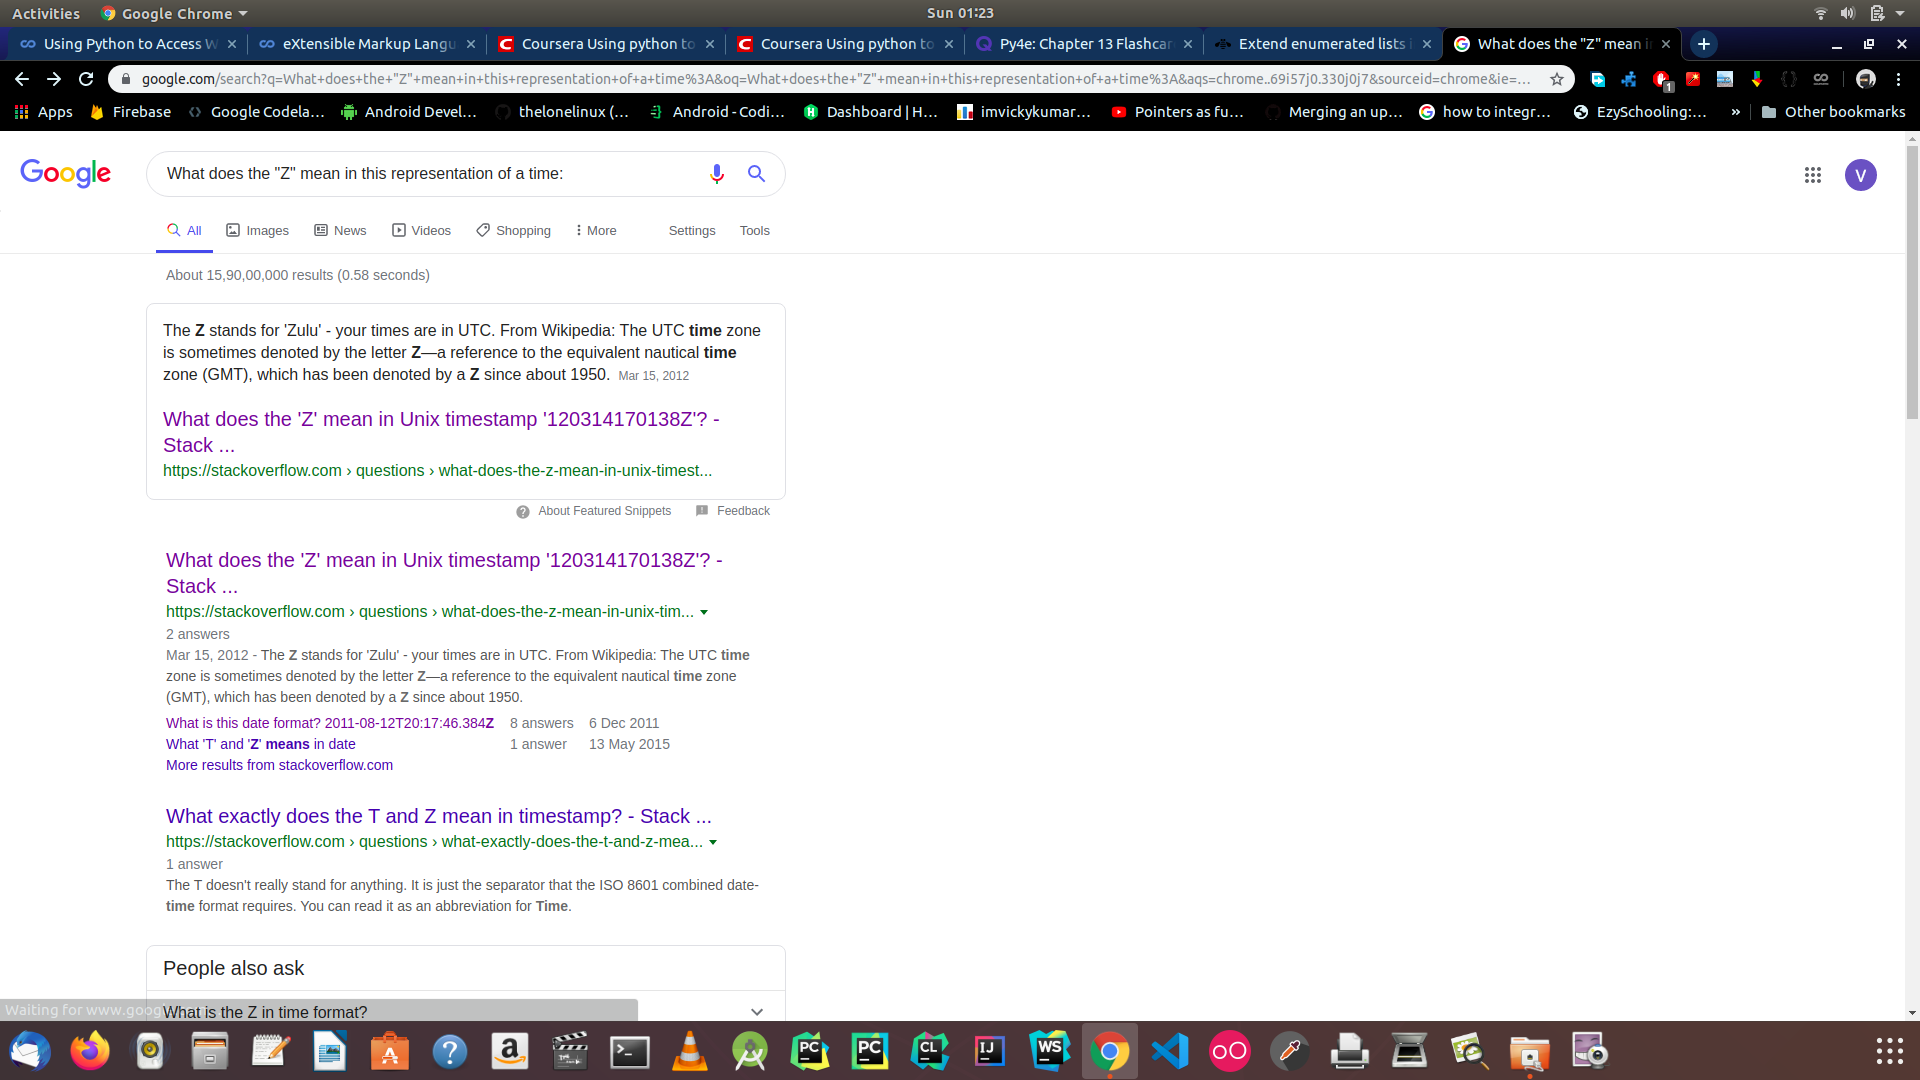 Activities
Google Chrome
Sun 01:23
Using Python to Access W
eXtensible Markup Langu
Coursera Using python to
Coursera Using python to
Py4e: Chapter 13 Flashcar
Extend enumerated lists i
What does the "Z" mean i
google.com/search?q=What+does+the+"Z"+mean+in+this+representation+of+a+time%3A&oq=What+does+the+"Z"+mean+in+this+representation+of+a+time%3A&aqs=chrome..69i57j0.330j0j7&sourceid=chrome&ie=...
1
Apps
Firebase
Google Codela...
Android Devel...
thelonelinux (...
Android - Codi...
Dashboard | H...
imvickykumar...
Pointers as fu...
Merging an up...
how to integr...
EzySchooling:...
»
Other bookmarks
Google
What does the "Z" mean in this representation of a time:
V
All
Images
News
Videos
Shopping
More
Settings
Tools
About 15,90,00,000 results (0.58 seconds)
The Z stands for 'Zulu' - your times are in UTC. From Wikipedia: The UTC time zone
is sometimes denoted by the letter Z—a reference to the equivalent nautical time
zone (GMT), which has been denoted by a Z since about 1950. Mar 15, 2012
What does the 'Z' mean in Unix timestamp '120314170138Z'? -
Stack ...
https://stackoverflow.com › questions › what-does-the-z-mean-in-unix-timest...
About Featured Snippets
Feedback
What does the 'Z' mean in Unix timestamp '120314170138Z'? -
Stack ...
https://stackoverflow.com › questions › what-does-the-z-mean-in-unix-tim...
2 answers
Mar 15, 2012 - The Z stands for 'Zulu' - your times are in UTC. From Wikipedia: The UTC time
zone is sometimes denoted by the letter Z—a reference to the equivalent nautical time zone
(GMT), which has been denoted by a Z since about 1950.
What is this date format? 2011-08-12T20:17:46.384Z 8 answers 6 Dec 2011
What 'T' and 'Z' means in date 1 answer 13 May 2015
More results from stackoverflow.com
What exactly does the T and Z mean in timestamp? - Stack ...
https://stackoverflow.com › questions › what-exactly-does-the-t-and-z-mea...
1 answer
The T doesn't really stand for anything. It is just the separator that the ISO 8601 combined date-
time format requires. You can read it as an abbreviation for Time.
People also ask
What is the Z in time format?
Waiting for www.goog
PC
PC
CL
IJ
WS